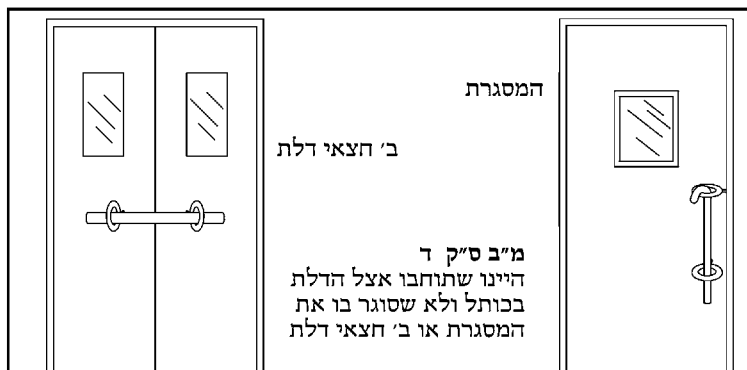 המסגרת
ב׳ חצאי דלת
מ״ב ס״ק ד
היינו שתוחבו אצל הדלת
בכותל ולא שסוגר בו את
המסגרת או ב׳ חצאי דלת